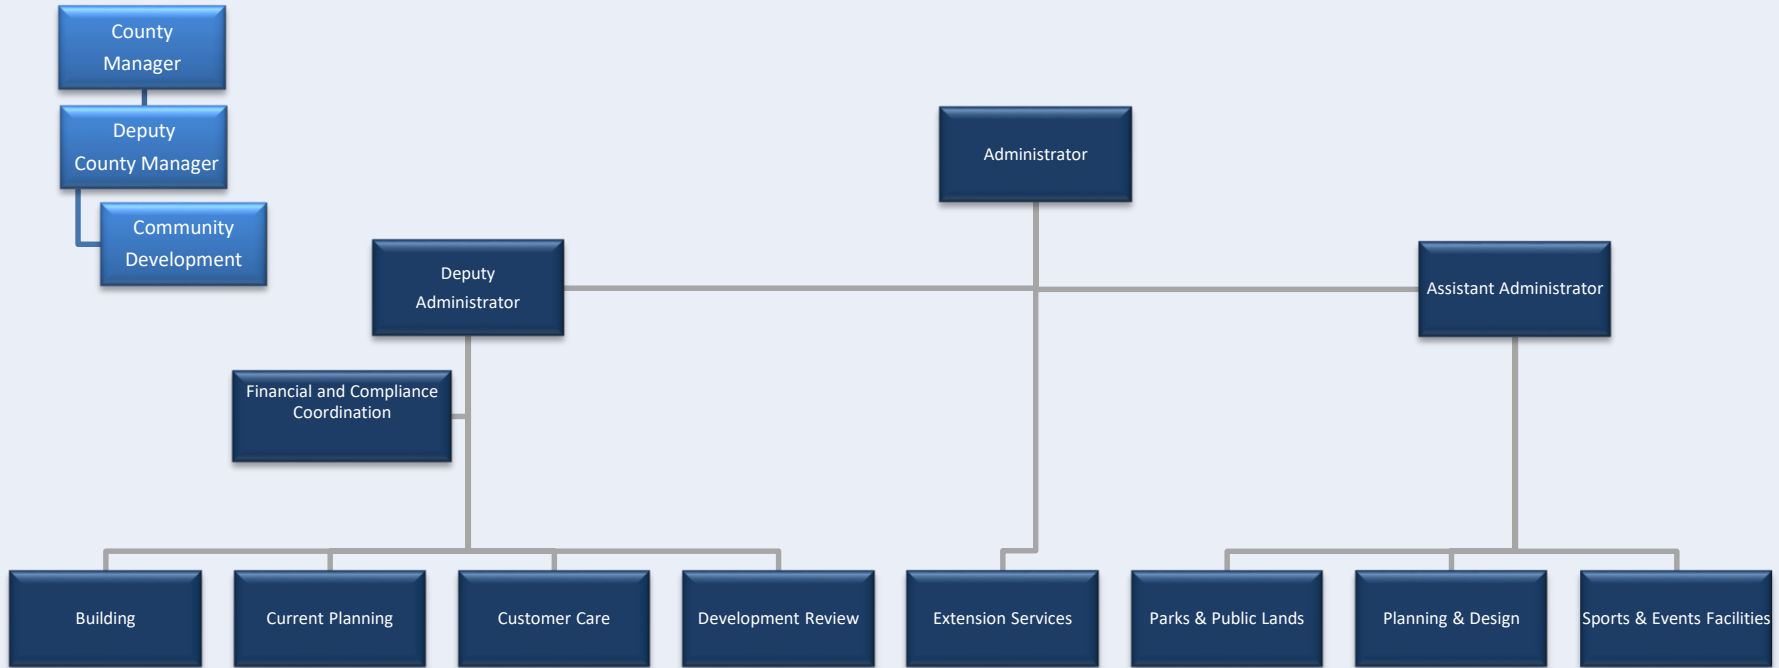 County
Manager
Deputy
County Manager
Community
Development
Administrator
Deputy
Administrator
Assistant Administrator
Financial and Compliance
Coordination
Building
Current Planning
Customer Care
Development Review
Extension Services
Parks & Public Lands
Planning & Design
Sports & Events Facilities